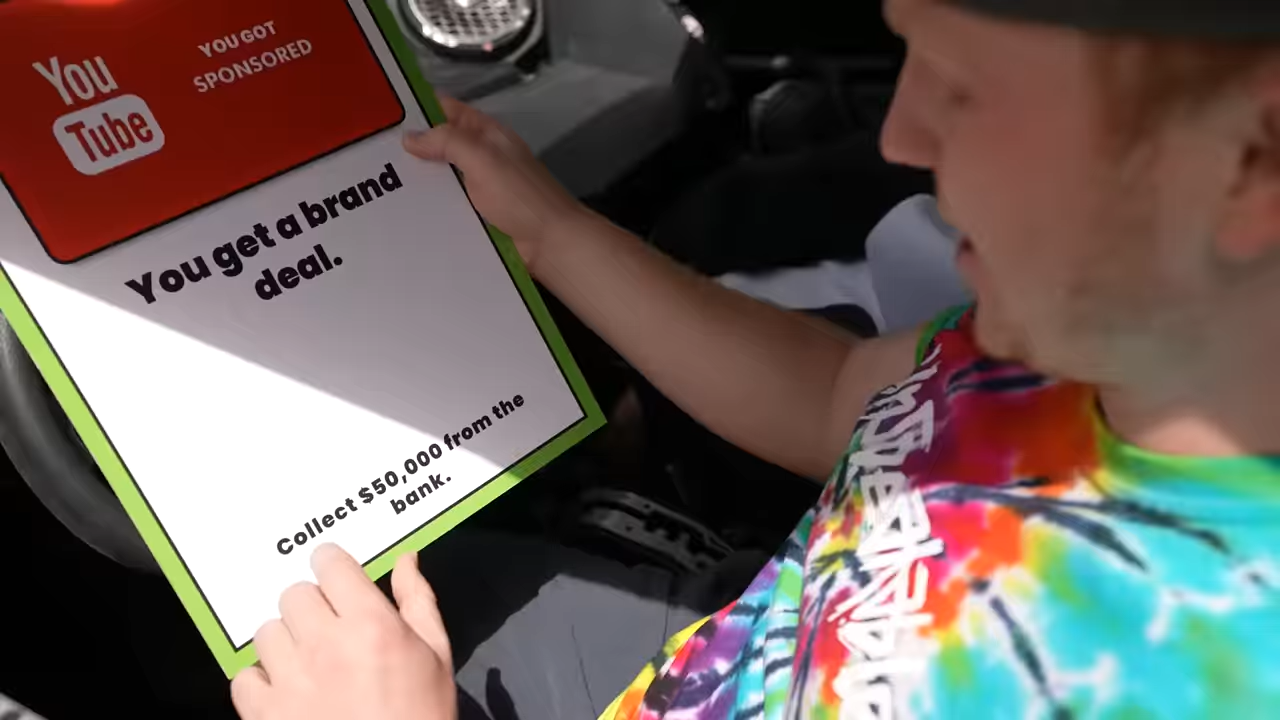 You
Tube
YOU GOT
SPONSORED
You get a brand
deal.
Collect $50,000 from the
bank.